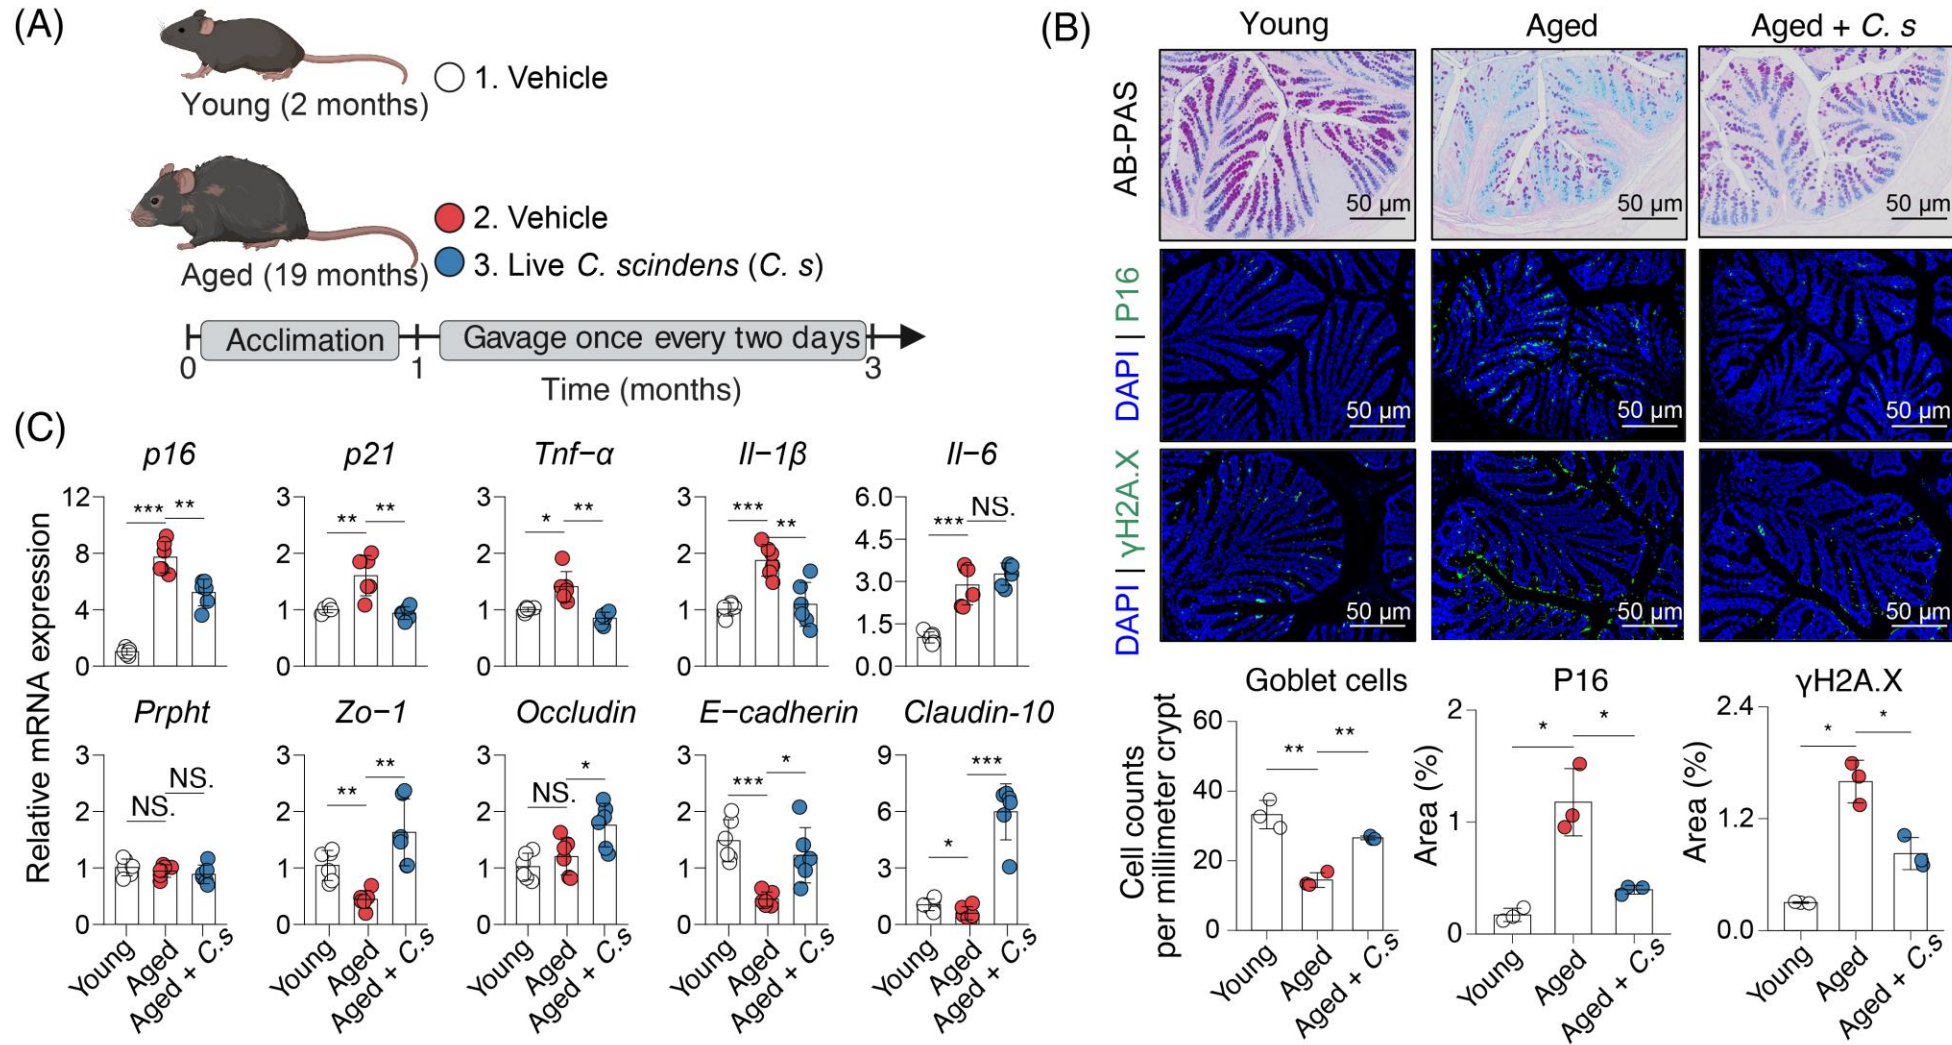 (A)
Young (2 months)
1. Vehicle
Aged (19 months)
2. Vehicle
3. Live C. scindens (C. s)
Acclimation
Gavage once every two days
0
1
3
Time (months)
(B)
Young
Aged
Aged + C. s
AB-PAS
50 μm
50 μm
50 μm
DAPI | P16
50 μm
50 μm
50 μm
DAPI | γH2A.X
50 μm
50 μm
50 μm
Goblet cells
Cell counts
per millimeter crypt
60
40
20
0
**
**
Young
Aged
Aged + C.s
P16
Area (%)
2
1
0
*
*
Young
Aged
Aged + C.s
γH2A.X
Area (%)
2.4
1.2
0.0
*
*
Young
Aged
Aged + C.s
(C)
Relative mRNA expression
p16
12
8
4
0
***
**
p21
3
2
1
0
**
**
Tnf−α
3
2
1
0
*
**
Il−1β
3
2
1
0
***
**
Il−6
6.0
4.5
3.0
1.5
0.0
***
NS.
Prpht
3
2
1
0
NS.
NS.
Young
Aged
Aged + C.s
Zo−1
3
2
1
0
**
**
Young
Aged
Aged + C.s
Occludin
3
2
1
0
NS.
*
Young
Aged
Aged + C.s
E−cadherin
3
2
1
0
***
*
Young
Aged
Aged + C.s
Claudin-10
9
6
3
0
*
***
Young
Aged
Aged + C.s